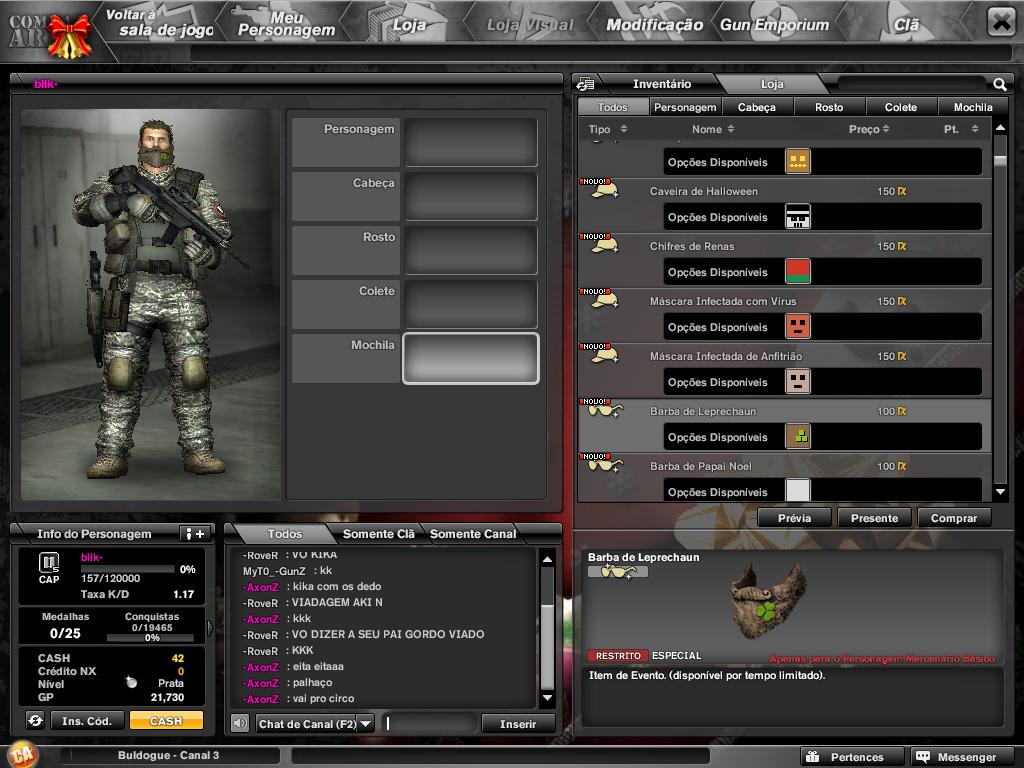 COM
AR
Voltar à
sala de jogo
Meu
Personagem
Loja
Loja Visual
Modificação
Gun Emporium
Clã
blik-
Inventário
Loja
Todos
Personagem
Cabeça
Rosto
Colete
Mochila
Tipo
Nome
Preço
Pt.
Personagem
Cabeça
Rosto
Colete
Mochila
Opções Disponíveis
NOVO!
Caveira de Halloween
150
Opções Disponíveis
NOVO!
Chifres de Renas
150
Opções Disponíveis
NOVO!
Máscara Infectada com Vírus
150
Opções Disponíveis
NOVO!
Máscara Infectada de Anfitrião
150
Opções Disponíveis
NOVO!
Barba de Leprechaun
100
Opções Disponíveis
NOVO!
Barba de Papai Noel
100
Opções Disponíveis
Prévia
Presente
Comprar
Info do Personagem
CAP
blik-
0%
157/120000
Taxa K/D
1.17
Medalhas
0/25
Conquistas
0/19465
0%
CASH
42
Crédito NX
0
Nível
Prata
GP
21,730
Ins. Cód.
CASH
Todos
Somente Clã
Somente Canal
-RoveR : VO KIKA
MyT0_-GunZ : kk
-AxonZ : kika com os dedo
-RoveR : VIADAGEM AKI N
-AxonZ : kkk
-RoveR : VO DIZER A SEU PAI GORDO VIADO
-RoveR : KKK
-AxonZ : eita eitaaa
-AxonZ : palhaço
-AxonZ : vai pro circo
Chat de Canal (F2)
Inserir
Barba de Leprechaun
RESTRITO
ESPECIAL
Apenas para o Personagem Mercenário Básico
Item de Evento. (disponível por tempo limitado).
CA
Buldogue - Canal 3
Pertences
Messenger